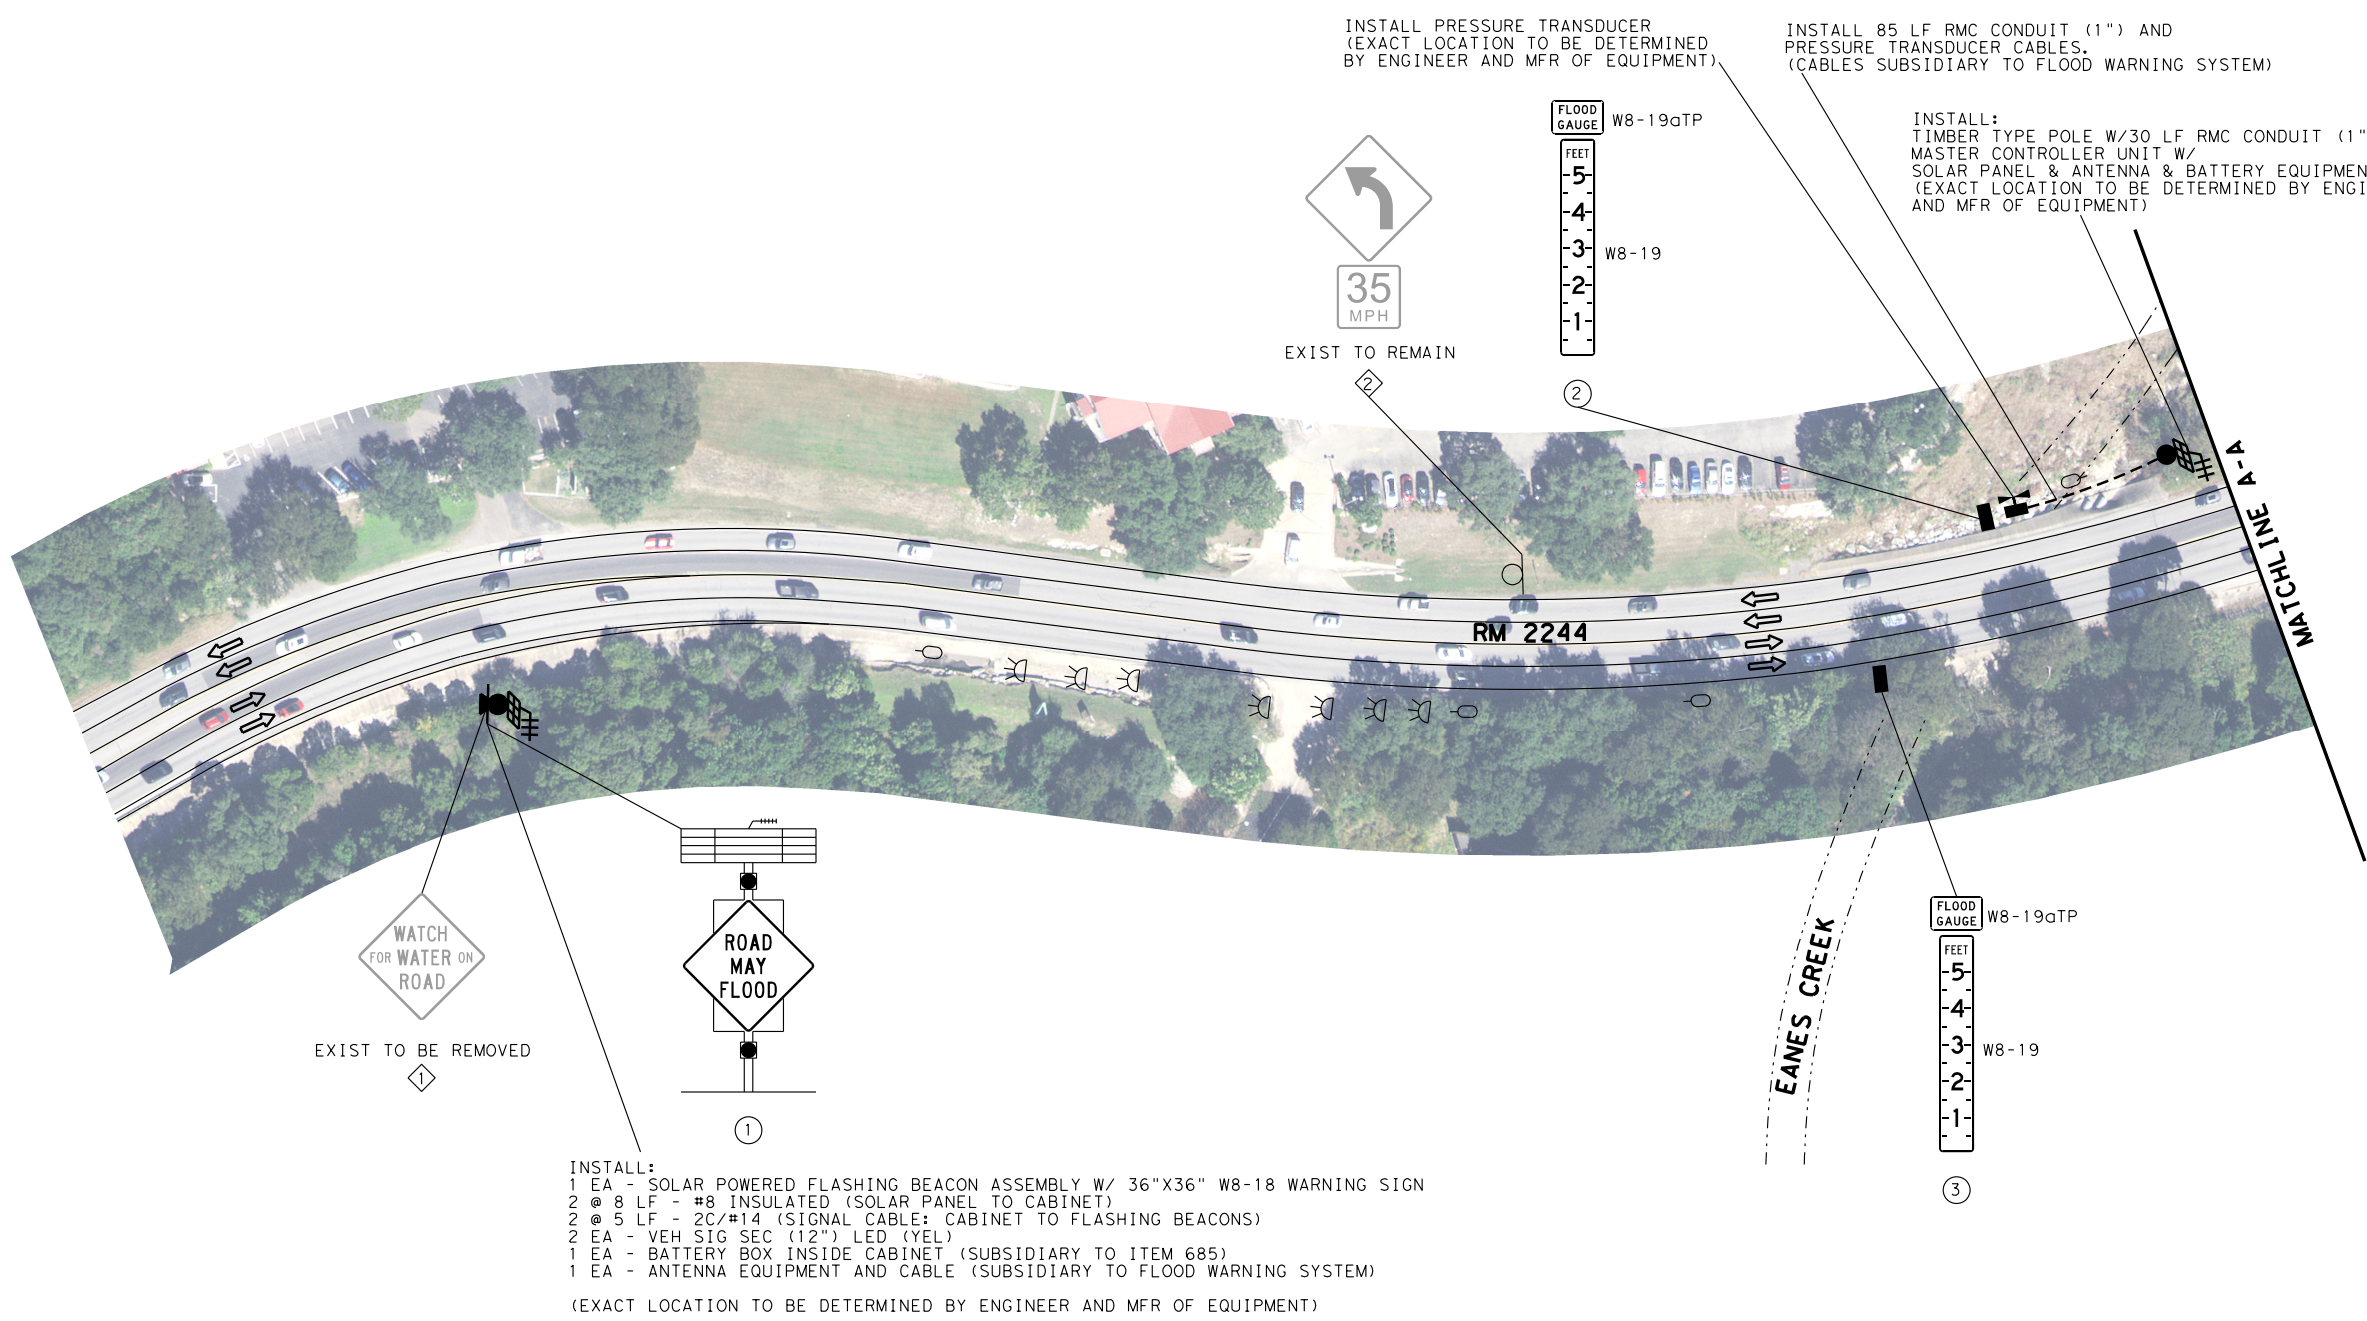 INSTALL PRESSURE TRANSDUCER
(EXACT LOCATION TO BE DETERMINED
BY ENGINEER AND MFR OF EQUIPMENT)
INSTALL 85 LF RMC CONDUIT (1") AND
PRESSURE TRANSDUCER CABLES.
(CABLES SUBSIDIARY TO FLOOD WARNING SYSTEM)
INSTALL:
TIMBER TYPE POLE W/30 LF RMC CONDUIT (1"
MASTER CONTROLLER UNIT W/
SOLAR PANEL & ANTENNA & BATTERY EQUIPMEN
(EXACT LOCATION TO BE DETERMINED BY ENGI
AND MFR OF EQUIPMENT)
FLOOD
GAUGE
W8-19aTP
FEET
5
4
3
2
1
W8-19
2
35
MPH
EXIST TO REMAIN
2
MATCHLINE A-A
RM 2244
WATCH
FOR WATER ON
ROAD
EXIST TO BE REMOVED
1
ROAD
MAY
FLOOD
1
EANES CREEK
FLOOD
GAUGE
W8-19aTP
FEET
5
4
3
2
1
W8-19
3
INSTALL:
1 EA - SOLAR POWERED FLASHING BEACON ASSEMBLY W/ 36"X36" W8-18 WARNING SIGN
2 @ 8 LF - #8 INSULATED (SOLAR PANEL TO CABINET)
2 @ 5 LF - 2C/#14 (SIGNAL CABLE: CABINET TO FLASHING BEACONS)
2 EA - VEH SIG SEC (12") LED (YEL)
1 EA - BATTERY BOX INSIDE CABINET (SUBSIDIARY TO ITEM 685)
1 EA - ANTENNA EQUIPMENT AND CABLE (SUBSIDIARY TO FLOOD WARNING SYSTEM)
(EXACT LOCATION TO BE DETERMINED BY ENGINEER AND MFR OF EQUIPMENT)